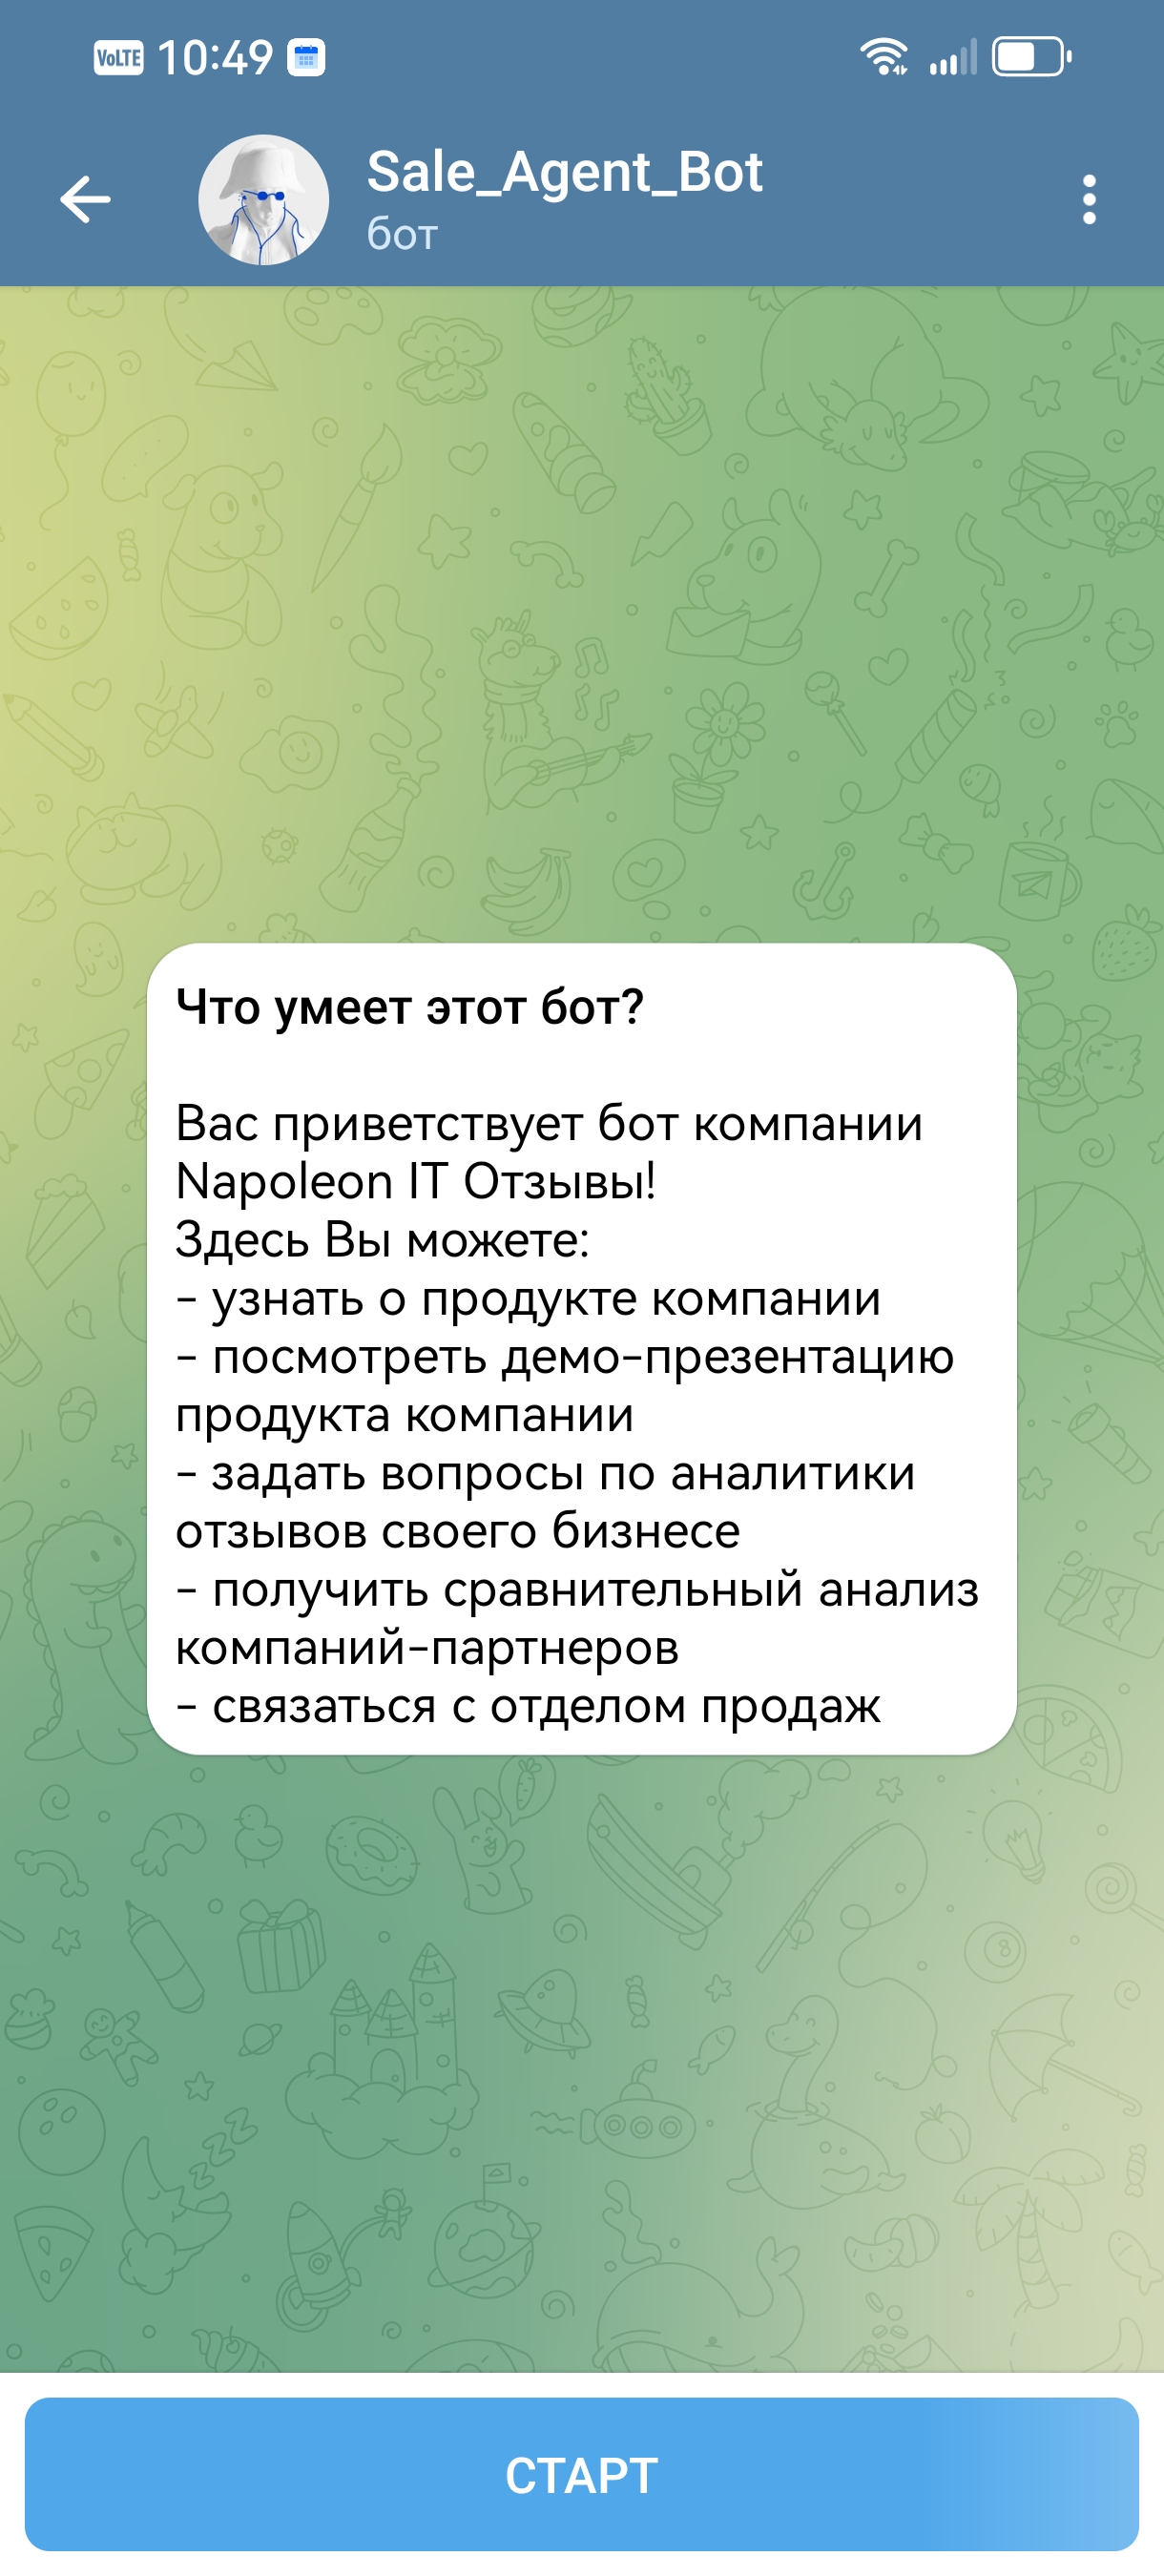 VoLTE 10:49
Sale_Agent_Bot
бот
Что умеет этот бот?
Вас приветствует бот компании
Napoleon IT Отзывы!
Здесь Вы можете:
- узнать о продукте компании
- посмотреть демо-презентацию
продукта компании
- задать вопросы по аналитики
отзывов своего бизнесе
- получить сравнительный анализ
компаний-партнеров
- связаться с отделом продаж
СТАРТ